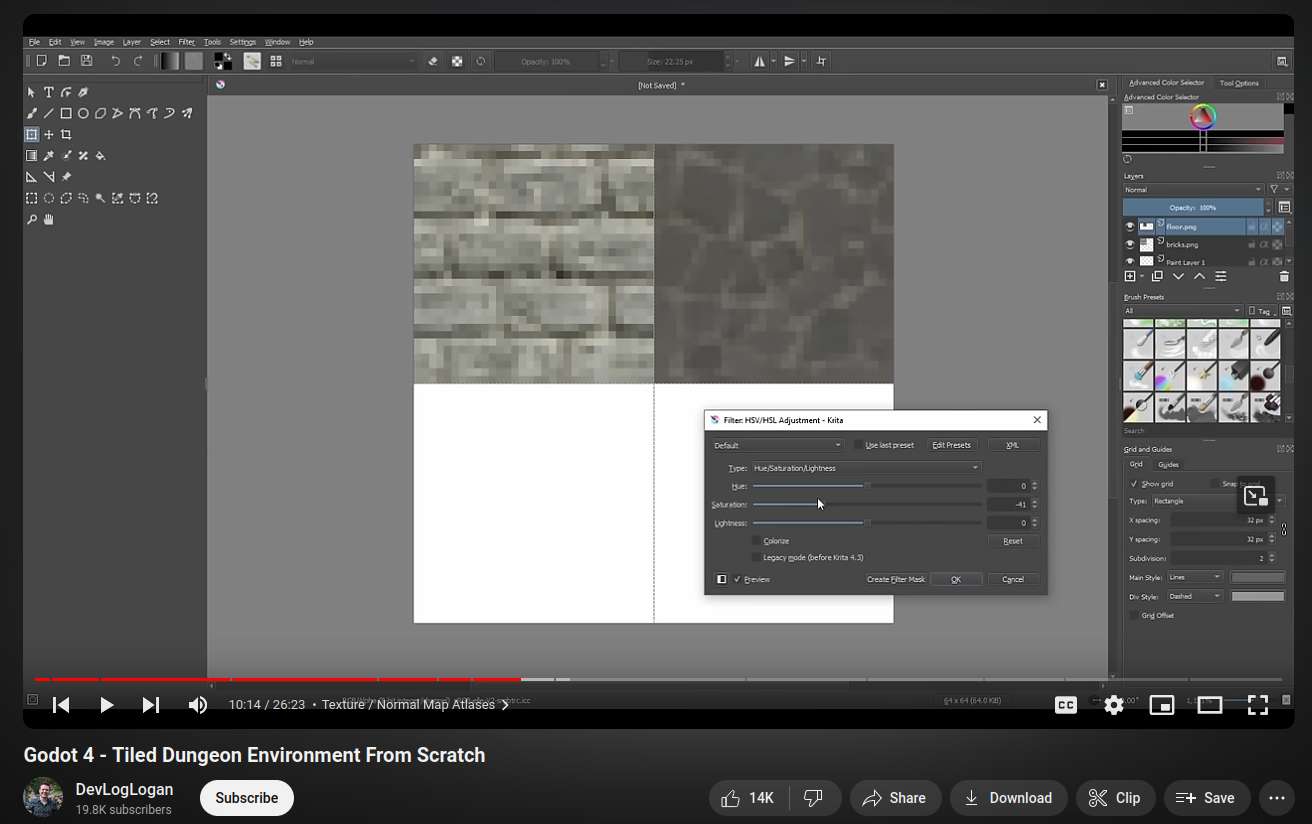 File Edit View Image Layer Select Filter Tools Settings Window Help
Normal Opacity: 100% Size: 22.25 px
[Not Saved] *
Advanced Color Selector Tool Options
Advanced Color Selector
Layers
Normal
Opacity: 100%
floor.png
bricks.png
Paint Layer 1
Brush Presets
All Tag
Search
Grid and Guides
Grid Guides
Show grid
Type: Rectangle
X spacing: 32 px
Y spacing: 32 px
Subdivision: 2
Main Style: Lines
Div Style: Dashed
Grid Offset
Filter: HSV/HSL Adjustment - Krita
Default Use last preset Edit Presets XML
Type: Hue/Saturation/Lightness
Hue: 0
Saturation: -41
Lightness: 0
Colorize Reset
Legacy mode (before Krita 4.3)
Preview Create Filter Mask OK Cancel
64 x 64 (64.0 KiB)
10:14 / 26:23 • Texture / Normal Map Atlases
CC
Godot 4 - Tiled Dungeon Environment From Scratch
DevLogLogan
19.8K subscribers
Subscribe
14K Share Download Clip Save